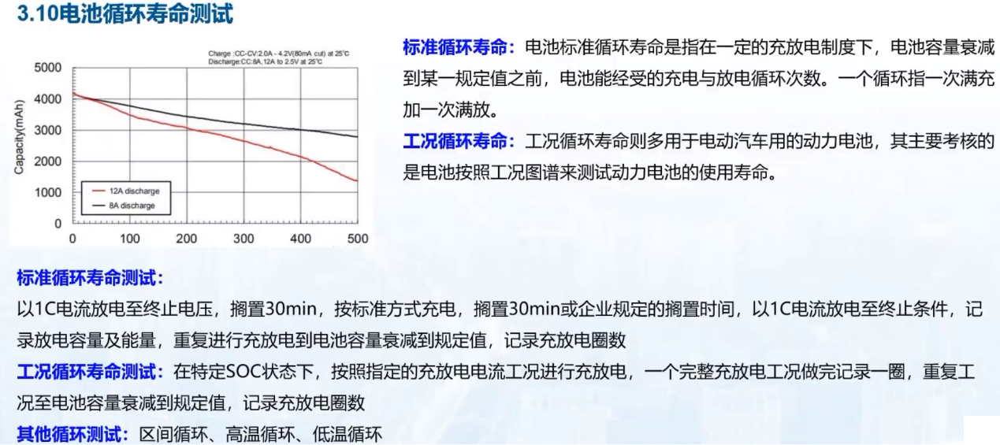 3.10电池循环寿命测试
Charge :CC-CV:2.0A - 4.2V(80mA cut) at 25℃
Discharge:CC:8A,12A to 2.5V at 25℃
Capacity(mAh)
5000
4000
3000
2000
1000
0
12A discharge
8A discharge
0 100 200 300 400 500
标准循环寿命：电池标准循环寿命是指在一定的充放电制度下，电池容量衰减
到某一规定值之前，电池能经受的充电与放电循环次数。一个循环指一次满充
加一次满放。
工况循环寿命：工况循环寿命则多用于电动汽车用的动力电池，其主要考核的
是电池按照工况图谱来测试动力电池的使用寿命。
标准循环寿命测试：
以1C电流放电至终止电压，搁置30min，按标准方式充电，搁置30min或企业规定的搁置时间，以1C电流放电至终止条件，记
录放电容量及能量，重复进行充放电到电池容量衰减到规定值，记录充放电圈数
工况循环寿命测试：在特定SOC状态下，按照指定的充放电电流工况进行充放电，一个完整充放电工况做完记录一圈，重复工
况至电池容量衰减到规定值，记录充放电圈数
其他循环测试：区间循环、高温循环、低温循环